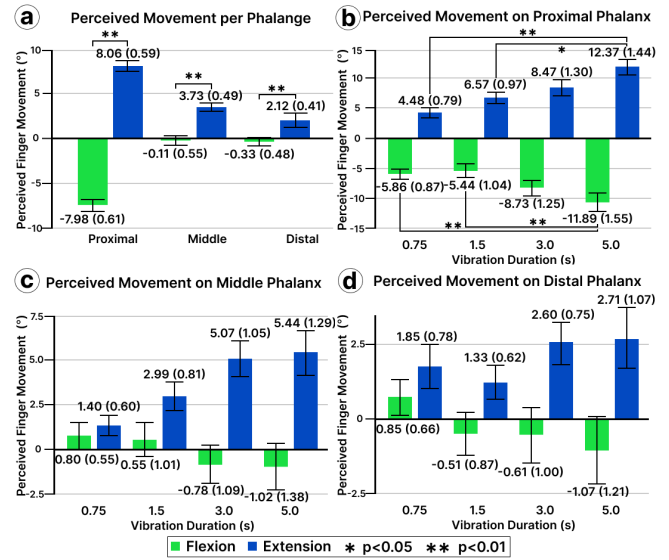 a
Perceived Movement per Phalange
Perceived Finger Movement (°)
10
5
0
-5
-10
**
8.06 (0.59)
-7.98 (0.61)
**
3.73 (0.49)
-0.11 (0.55)
**
2.12 (0.41)
-0.33 (0.48)
Proximal Middle Distal
b
Perceived Movement on Proximal Phalanx
Perceived Finger Movement (°)
15
10
5
0
-5
-10
-15
**
*
4.48 (0.79)
6.57 (0.97)
8.47 (1.30)
12.37 (1.44)
-5.86 (0.87)
-5.44 (1.04)
-8.73 (1.25)
-11.89 (1.55)
**
**
0.75 1.5 3.0 5.0
Vibration Duration (s)
c
Perceived Movement on Middle Phalanx
Perceived Finger Movement (°)
7.5
5.0
2.5
0
-2.5
1.40 (0.60)
2.99 (0.81)
5.07 (1.05)
5.44 (1.29)
0.80 (0.55)
0.55 (1.01)
-0.78 (1.09)
-1.02 (1.38)
0.75 1.5 3.0 5.0
Vibration Duration (s)
d
Perceived Movement on Distal Phalanx
Perceived Finger Movement (°)
2.5
0
-2.5
1.85 (0.78)
1.33 (0.62)
2.60 (0.75)
2.71 (1.07)
0.85 (0.66)
-0.51 (0.87)
-0.61 (1.00)
-1.07 (1.21)
0.75 1.5 3.0 5.0
Vibration Duration (s)
Flexion Extension * p<0.05 ** p<0.01